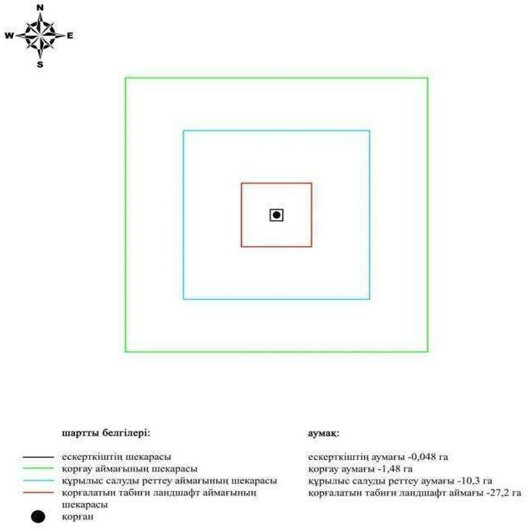 N
W E
S
шартты белгілері: аумақ:
ескерткіштің шекарасы ескерткіштің аумағы -0,048 га
қорғау аймағының шекарасы қорғау аумағы -1,48 га
құрылыс салуды реттеу аймағының шекарасы құрылыс салуды реттеу аумағы -10,3 га
қорғалатын табиғи ландшафт аймағының қорғалатын табиғи ландшафт аймағы -27,2 га
шекарасы
қорған